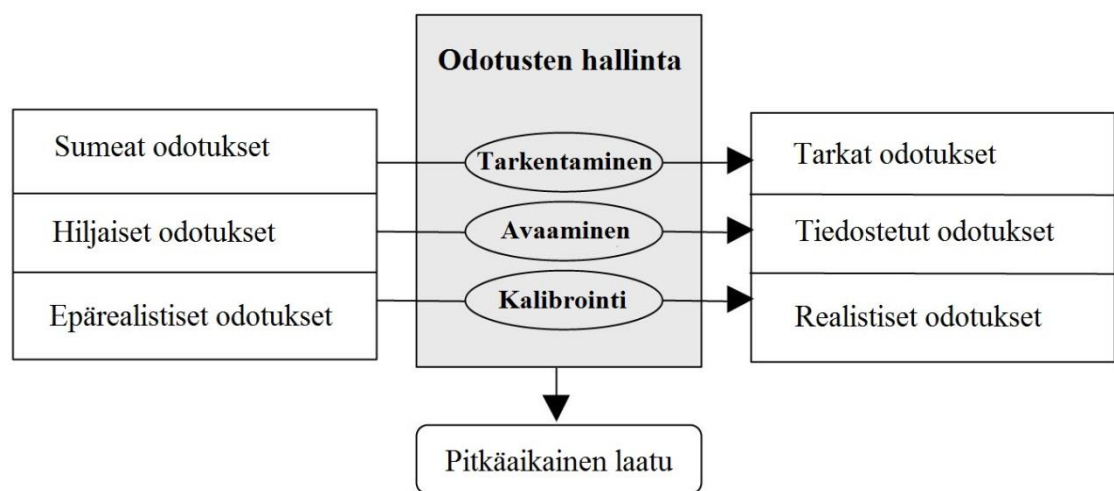 Odotusten hallinta
Sumeat odotukset
Tarkentaminen
Tarkat odotukset
Hiljaiset odotukset
Avaaminen
Tiedostetut odotukset
Epärealistiset odotukset
Kalibrointi
Realistiset odotukset
Pitkäaikainen laatu